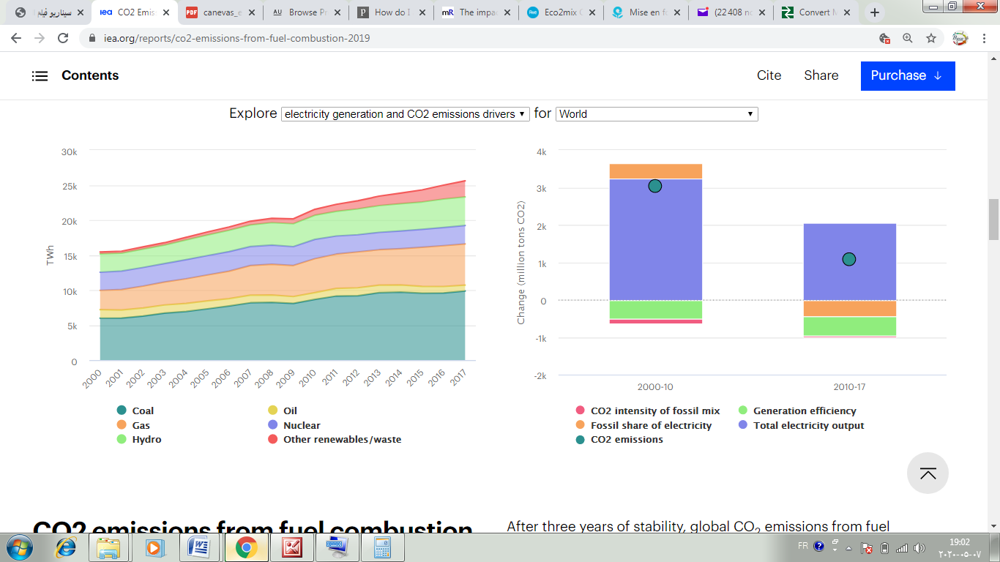 سيناريو فيلم
CO2 Emis
canevas_e
Browse Pr
How do I
The impa
Eco2mix
Mise en f
(22 408 n
Convert M
iea.org/reports/co2-emissions-from-fuel-combustion-2019
Contents
Cite
Share
Purchase ↓
Explore electricity generation and CO2 emissions drivers for World
30k
25k
20k
15k
10k
5k
0
TWh
2000 2001 2002 2003 2004 2005 2006 2007 2008 2009 2010 2011 2012 2013 2014 2015 2016 2017
Coal
Oil
Gas
Nuclear
Hydro
Other renewables/waste
4k
3k
2k
1k
0
-1k
-2k
Change (million tons CO2)
2000-10
2010-17
CO2 intensity of fossil mix
Generation efficiency
Fossil share of electricity
Total electricity output
CO2 emissions
CO2 emissions from fuel combustion
After three years of stability, global CO2 emissions from fuel
FR
19:02
٢٠٢٠-٠٥-٠٧